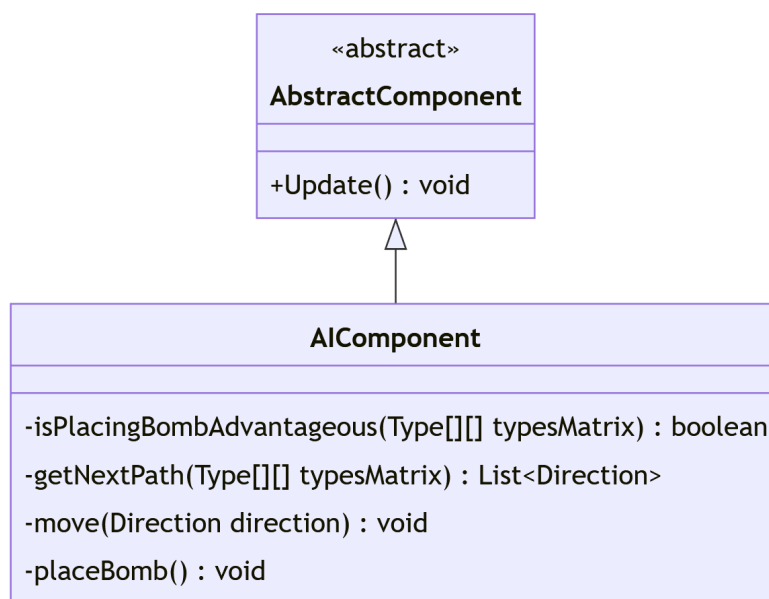 «abstract»
AbstractComponent
+Update() : void
AIComponent
-isPlacingBombAdvantageous(Type[][] typesMatrix) : boolean
-getNextPath(Type[][] typesMatrix) : List<Direction>
-move(Direction direction) : void
-placeBomb() : void